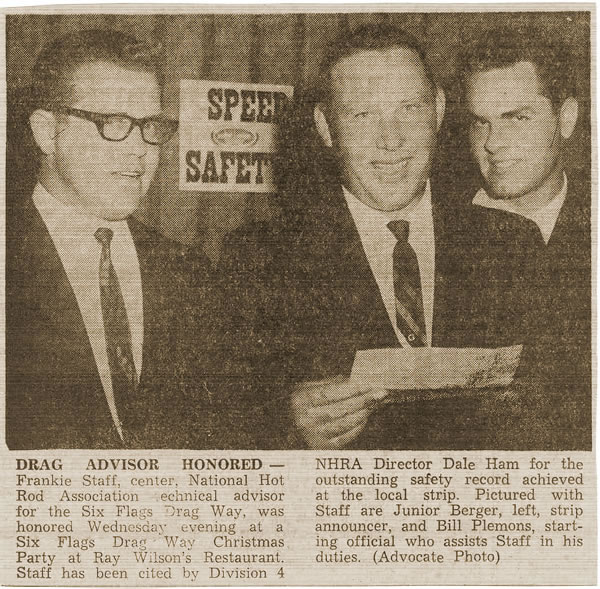 SPEED
SAFETY
DRAG ADVISOR HONORED —
Frankie Staff, center, National Hot
Rod Association echnical advisor
for the Six Flags Drag Way, was
honored Wednesday evening at a
Six Flags Drag Way Christmas
Party at Ray Wilson's Restaurant.
Staff has been cited by Division 4
NHRA Director Dale Ham for the
outstanding safety record achieved
at the local strip. Pictured with
Staff are Junior Berger, left, strip
announcer, and Bill Plemons, start-
ing official who assists Staff in his
duties. (Advocate Photo)